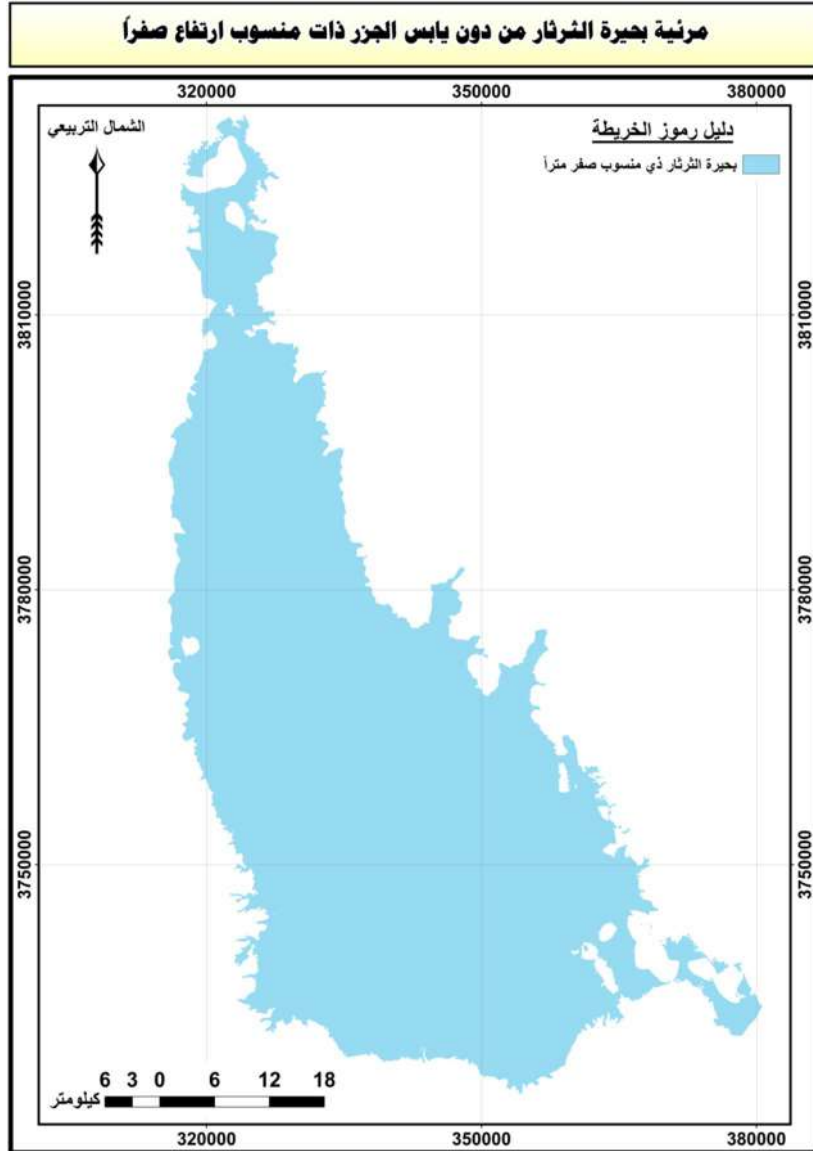 مرئية بحيرة الثرثار من دون يابس الجزر ذات منسوب ارتفاع صفراً
320000 350000 380000
الشمال التربيعي
دليل رموز الخريطة
بحيرة الثرثار ذي منسوب صفر متراً
3810000 3810000
3780000 3780000
3750000 3750000
6 3 0 6 12 18
كيلومتر
320000 350000 380000